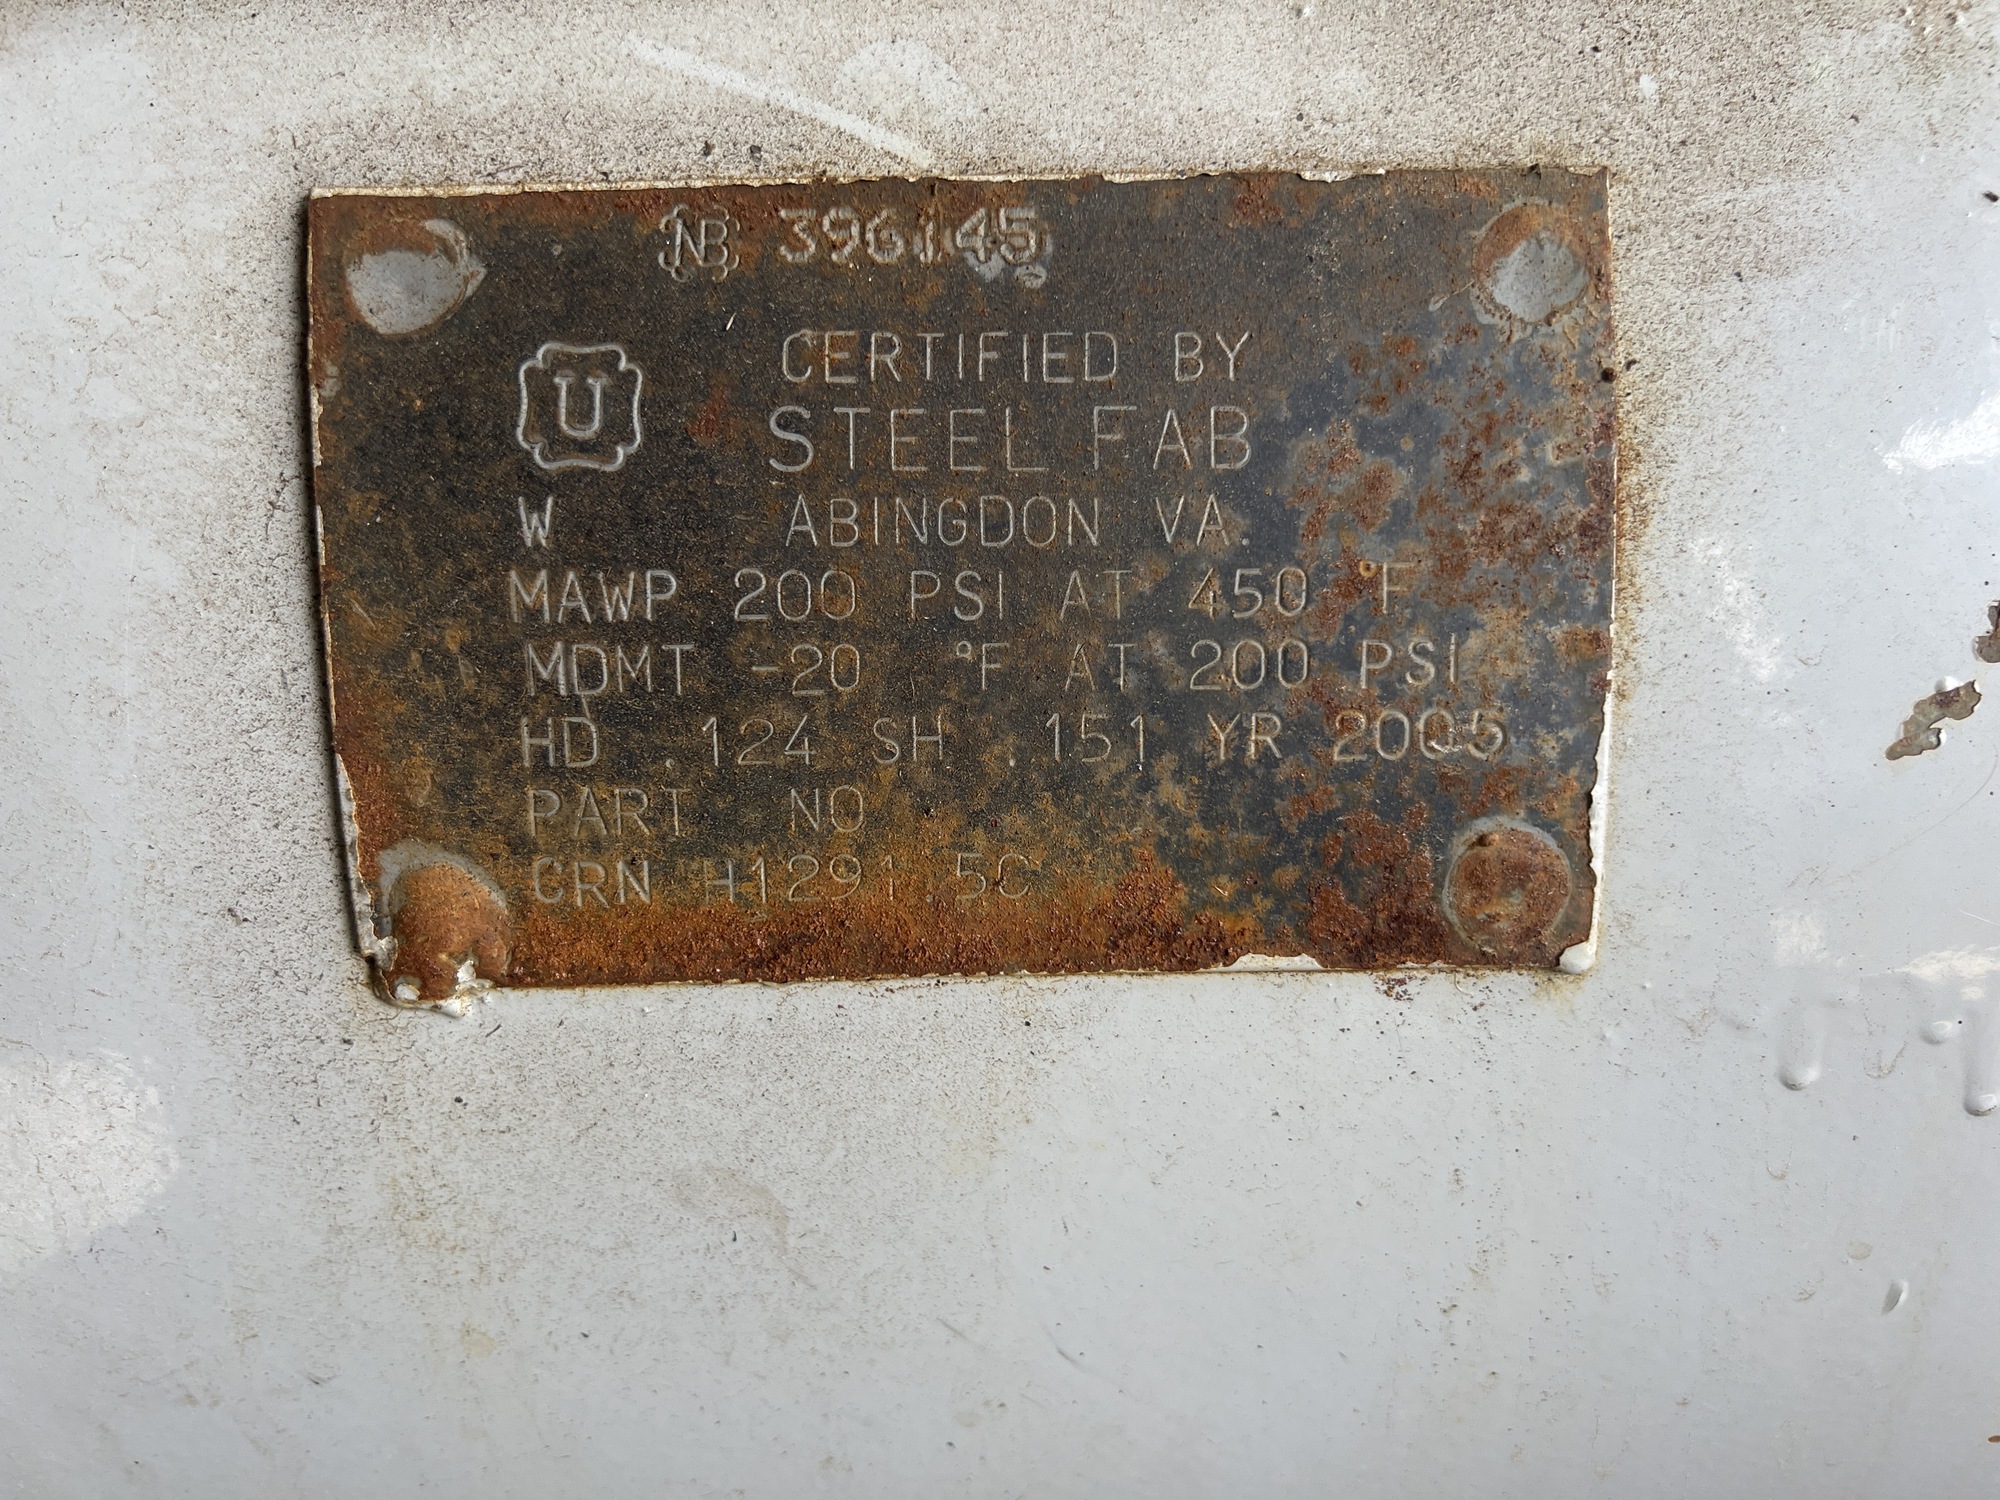 NB 396145
U CERTIFIED BY
STEEL FAB
W ABINGDON VA.
MAWP 200 PSI AT 450 °F
MDMT -20 °F AT 200 PSI
HD .124 SH .151 YR 2005
PART NO
CRN H1291.5C